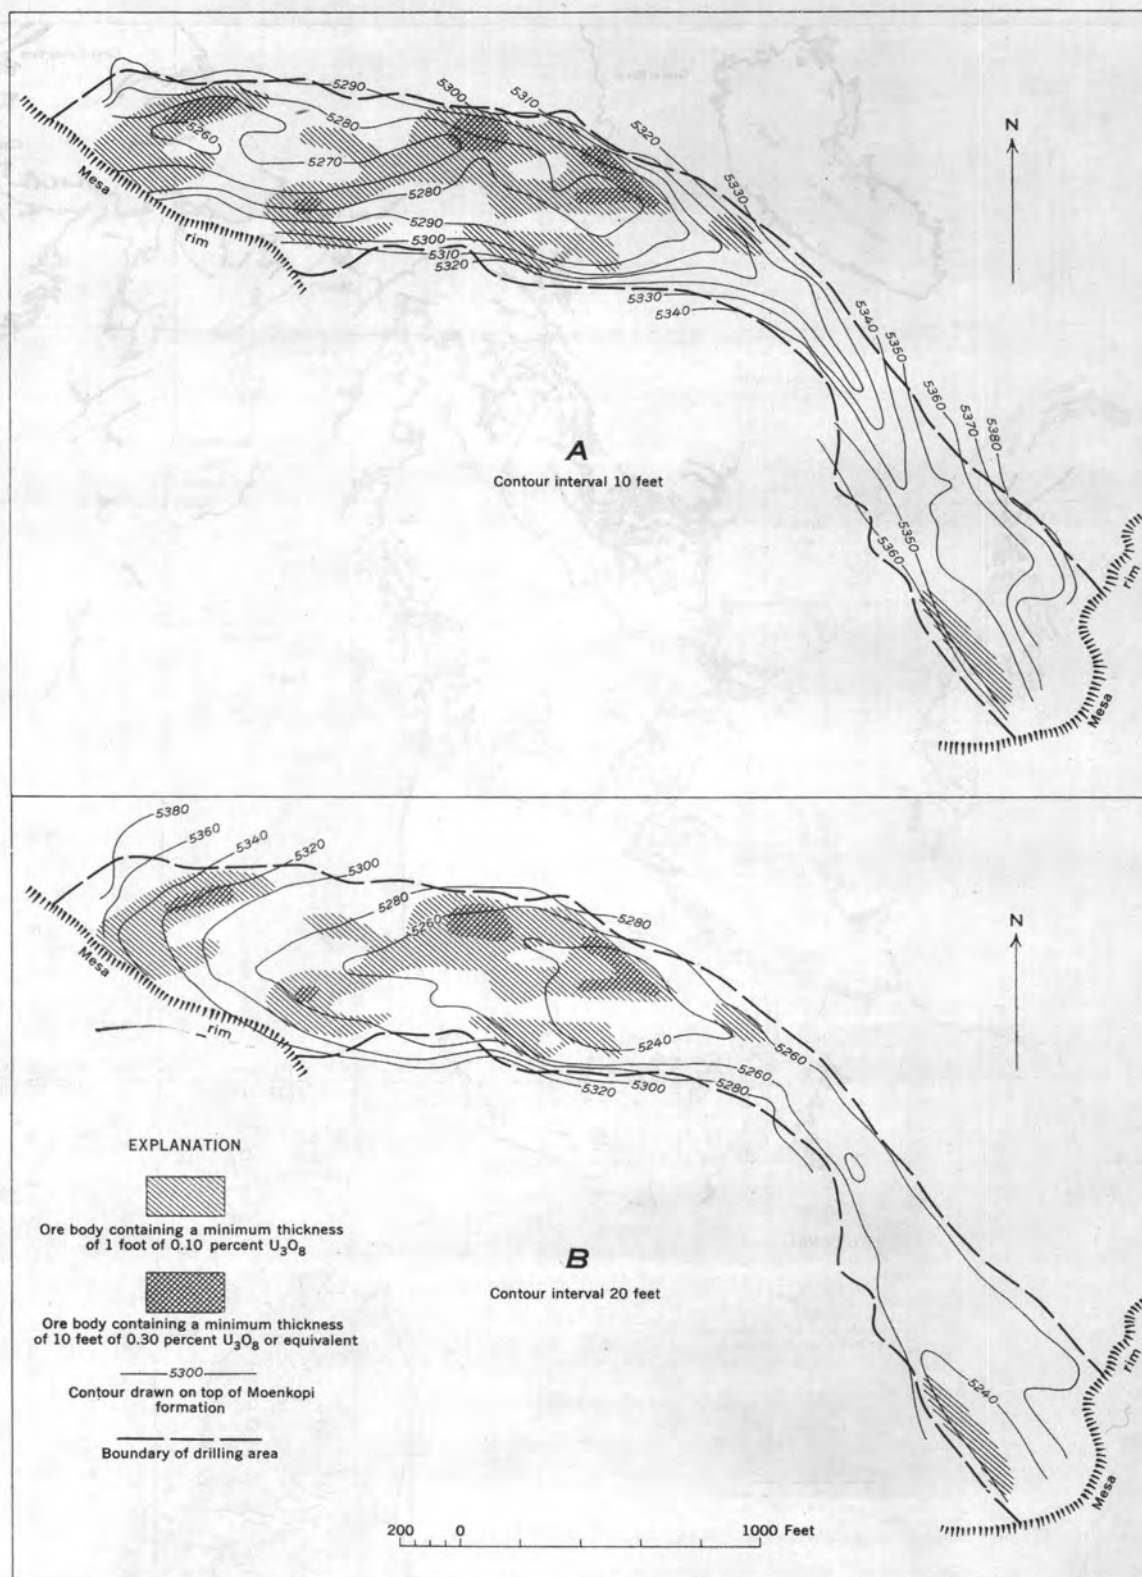 5290
5300
5310
5320
5330
5340
5350
5360
5370
5380
5260
5280
5270
5280
5290
5300
5310
5320
5330
5340
5350
5360
Mesa
rim
N
A
Contour interval 10 feet
rim
Mesa
5380
5360
5340
5320
5300
5280
5260
5280
5260
5240
5260
5280
5300
5320
5240
Mesa
rim
N
B
Contour interval 20 feet
rim
Mesa
EXPLANATION
Ore body containing a minimum thickness
of 1 foot of 0.10 percent U₃O₈
Ore body containing a minimum thickness
of 10 feet of 0.30 percent U₃O₈ or equivalent
5300
Contour drawn on top of Moenkopi
formation
Boundary of drilling area
200 0 1000 Feet